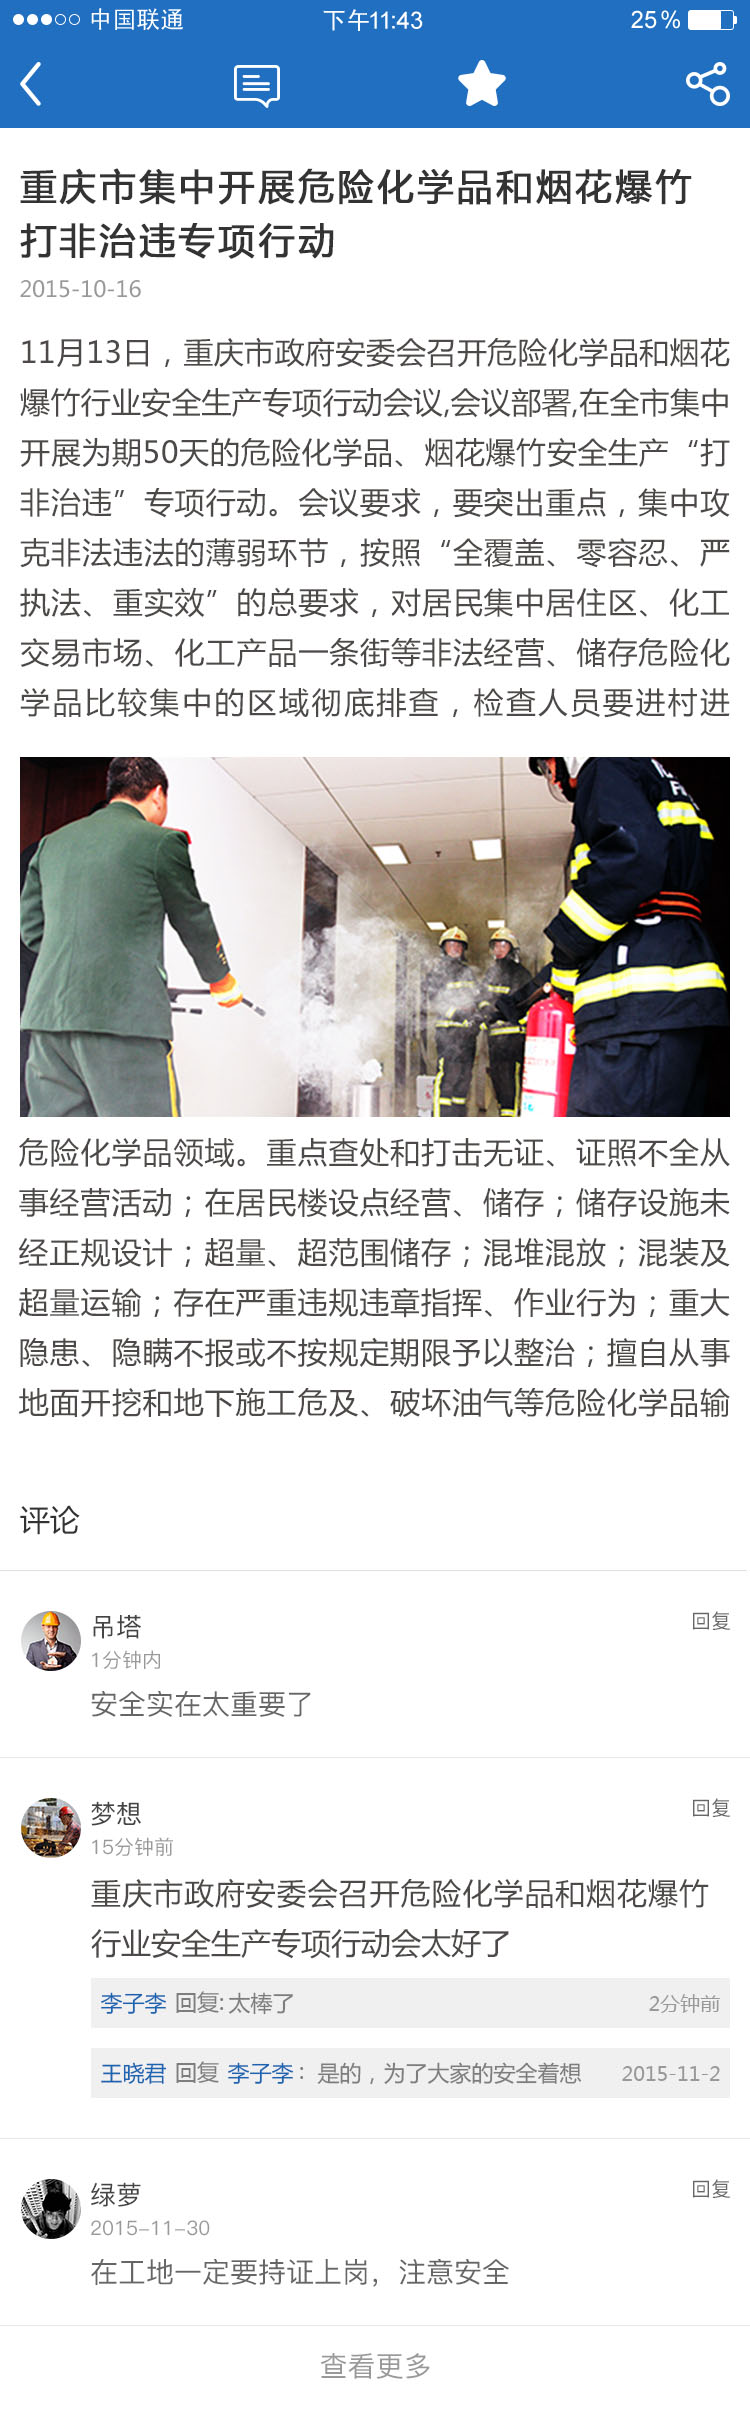 中国联通 下午11:43 25%
重庆市集中开展危险化学品和烟花爆竹
打非治违专项行动
2015-10-16
11月13日，重庆市政府安委会召开危险化学品和烟花
爆竹行业安全生产专项行动会议,会议部署,在全市集中
开展为期50天的危险化学品、烟花爆竹安全生产“打
非治违”专项行动。会议要求，要突出重点，集中攻
克非法违法的薄弱环节，按照“全覆盖、零容忍、严
执法、重实效”的总要求，对居民集中居住区、化工
交易市场、化工产品一条街等非法经营、储存危险化
学品比较集中的区域彻底排查，检查人员要进村进
危险化学品领域。重点查处和打击无证、证照不全从
事经营活动；在居民楼设点经营、储存；储存设施未
经正规设计；超量、超范围储存；混堆混放；混装及
超量运输；存在严重违规违章指挥、作业行为；重大
隐患、隐瞒不报或不按规定期限予以整治；擅自从事
地面开挖和地下施工危及、破坏油气等危险化学品输
评论
吊塔 回复
1分钟内
安全实在太重要了
梦想 回复
15分钟前
重庆市政府安委会召开危险化学品和烟花爆竹
行业安全生产专项行动会太好了
李子李 回复:太棒了 2分钟前
王晓君 回复 李子李：是的，为了大家的安全着想 2015-11-2
绿萝 回复
2015-11-30
在工地一定要持证上岗，注意安全
查看更多